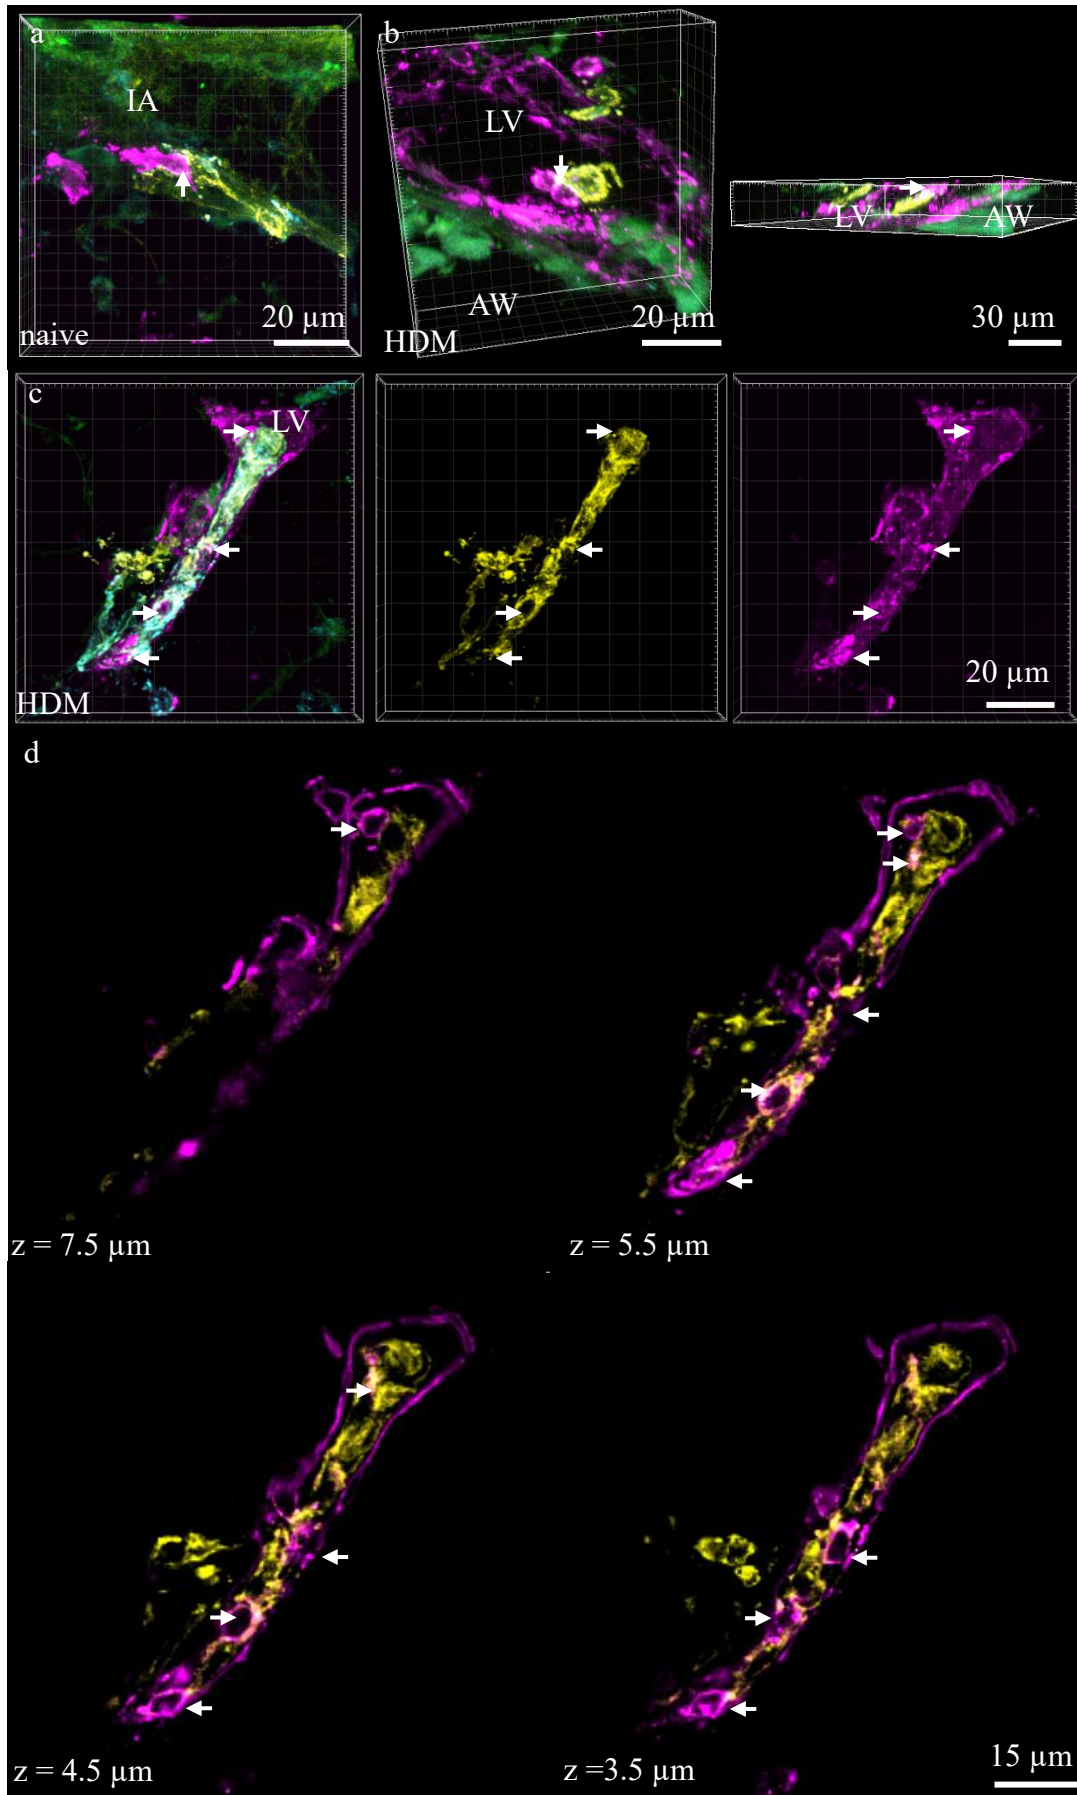 a
IA
20 µm
naive
b
LV
AW
20 µm
HDM
LV
AW
30 µm
c
LV
HDM
20 µm
d
z = 7.5 µm
z = 5.5 µm
z = 4.5 µm
z =3.5 µm
15 µm